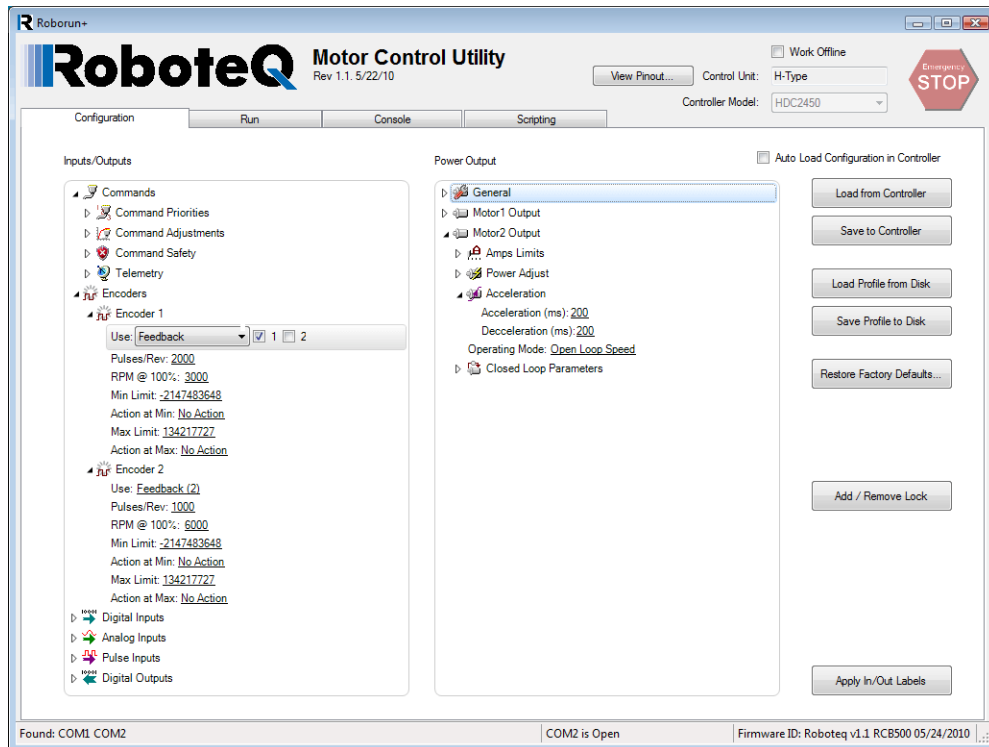 Roborun+
RoboteQ
Motor Control Utility
Rev 1.1. 5/22/10
Work Offline
View Pinout...
Control Unit: H-Type
Controller Model: HDC2450
Emergency
STOP
Configuration
Run
Console
Scripting
Inputs/Outputs
Commands
Command Priorities
Command Adjustments
Command Safety
Telemetry
Encoders
Encoder 1
Use: Feedback 1 2
Pulses/Rev: 2000
RPM @ 100%: 3000
Min Limit: -2147483648
Action at Min: No Action
Max Limit: 134217727
Action at Max: No Action
Encoder 2
Use: Feedback (2)
Pulses/Rev: 1000
RPM @ 100%: 6000
Min Limit: -2147483648
Action at Min: No Action
Max Limit: 134217727
Action at Max: No Action
Digital Inputs
Analog Inputs
Pulse Inputs
Digital Outputs
Power Output
General
Motor1 Output
Motor2 Output
Amps Limits
Power Adjust
Acceleration
Acceleration (ms): 200
Decceleration (ms): 200
Operating Mode: Open Loop Speed
Closed Loop Parameters
Auto Load Configuration in Controller
Load from Controller
Save to Controller
Load Profile from Disk
Save Profile to Disk
Restore Factory Defaults...
Add / Remove Lock
Apply In/Out Labels
Found: COM1 COM2
COM2 is Open
Firmware ID: Roboteq v1.1 RCB500 05/24/2010